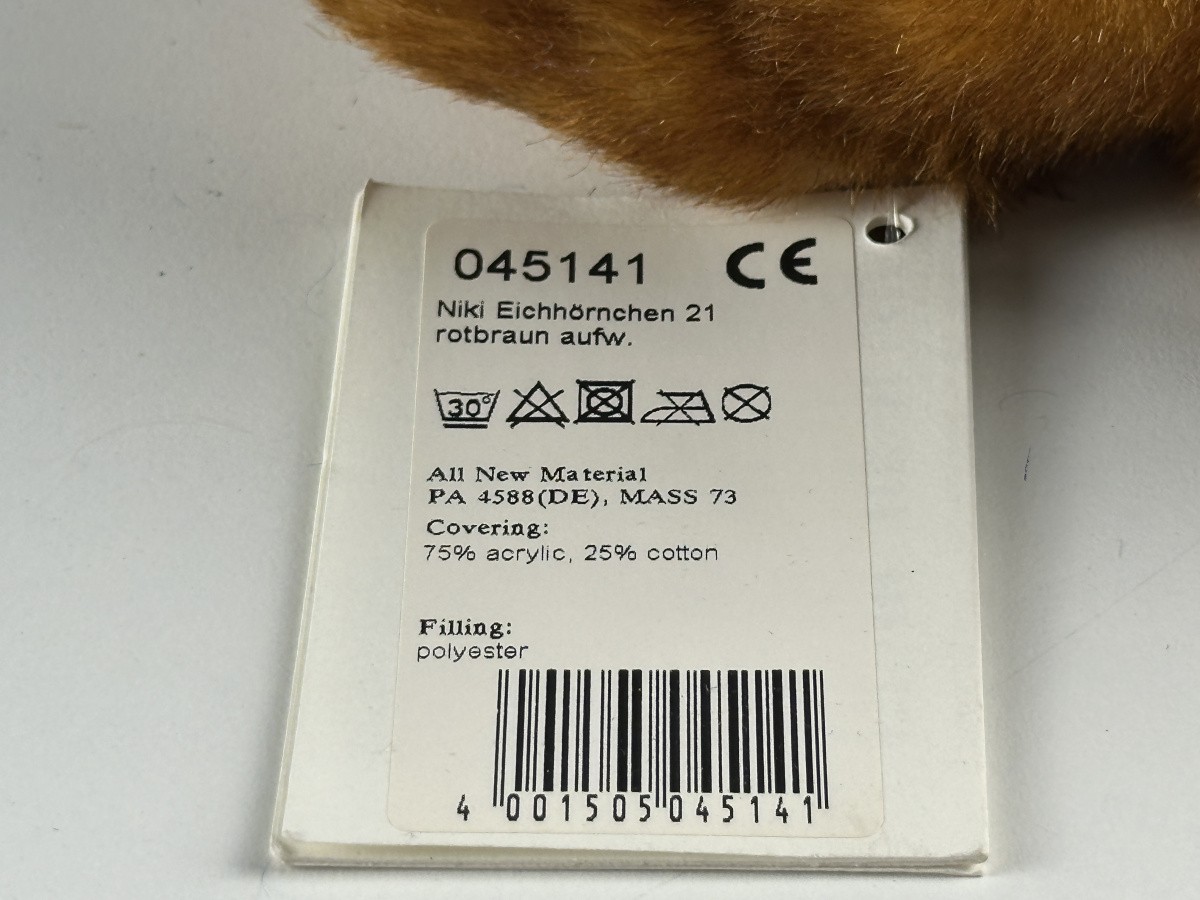 045141 CE
Niki Eichhörnchen 21
rotbraun aufw.
30°
All New Material
PA 4588(DE), MASS 73
Covering:
75% acrylic, 25% cotton
Filling:
polyester
4 001505 045141